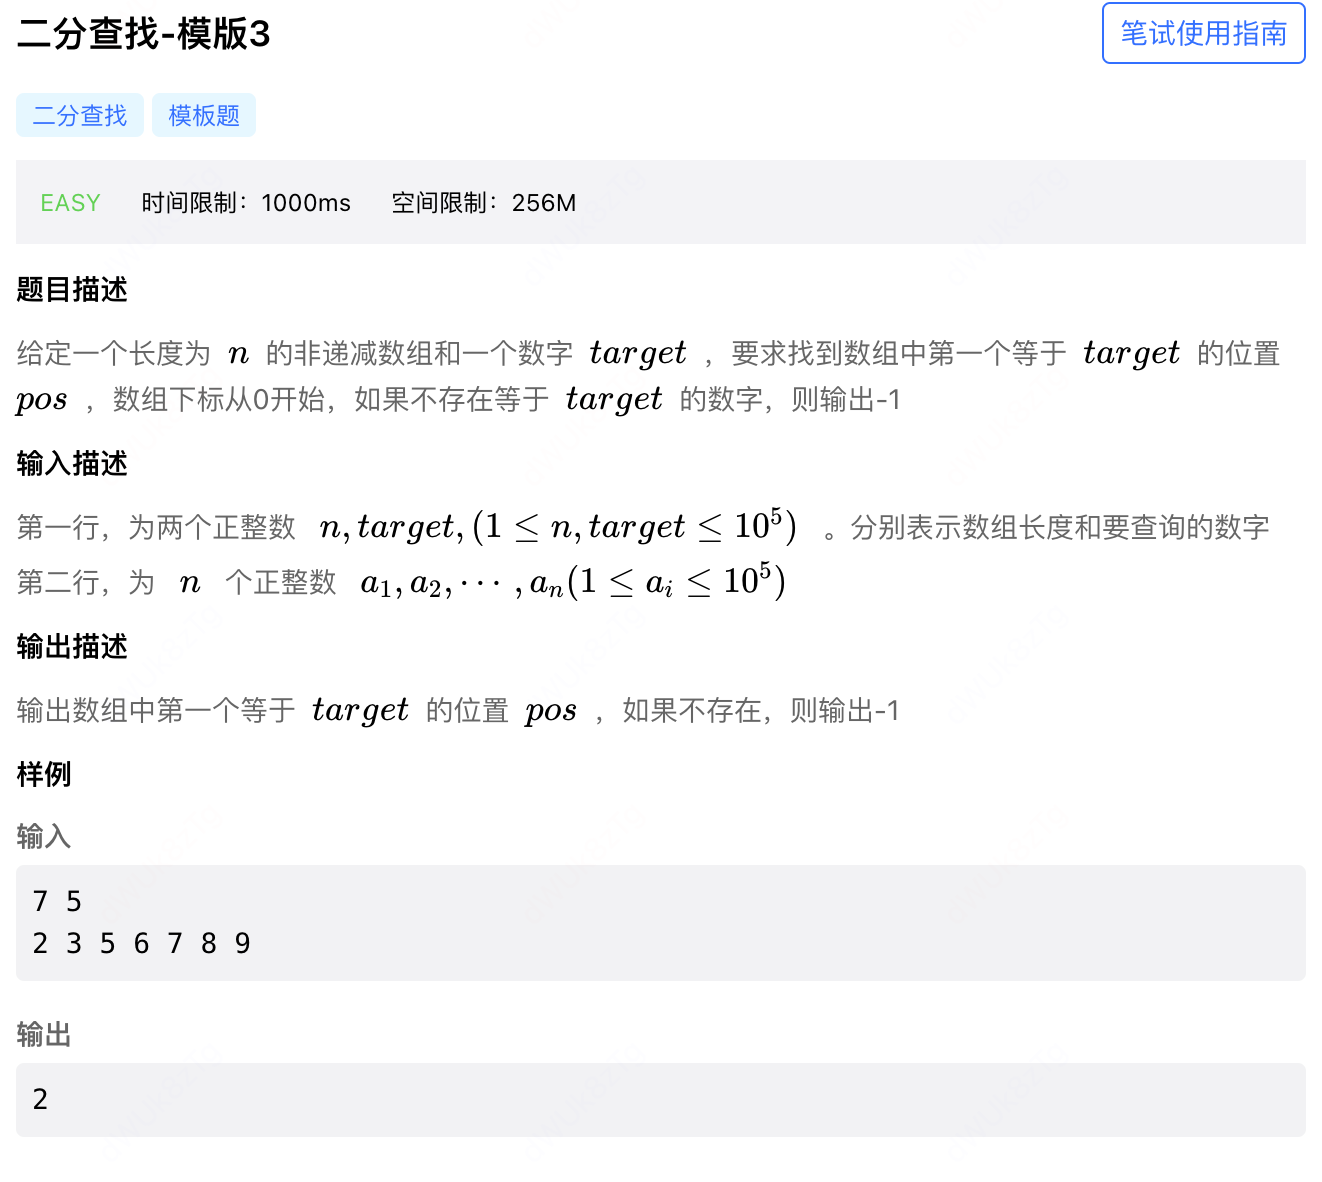 二分查找-模版3
笔试使用指南
二分查找 模板题
EASY 时间限制：1000ms 空间限制：256M
题目描述
给定一个长度为 n 的非递减数组和一个数字 target ，要求找到数组中第一个等于 target 的位置
pos ，数组下标从0开始，如果不存在等于 target 的数字，则输出-1
输入描述
第一行，为两个正整数 n, target, (1 ≤ n, target ≤ 10^5) 。分别表示数组长度和要查询的数字
第二行，为 n 个正整数 a_1, a_2, ⋯ , a_n(1 ≤ a_i ≤ 10^5)
输出描述
输出数组中第一个等于 target 的位置 pos ，如果不存在，则输出-1
样例
输入
7 5
2 3 5 6 7 8 9
输出
2